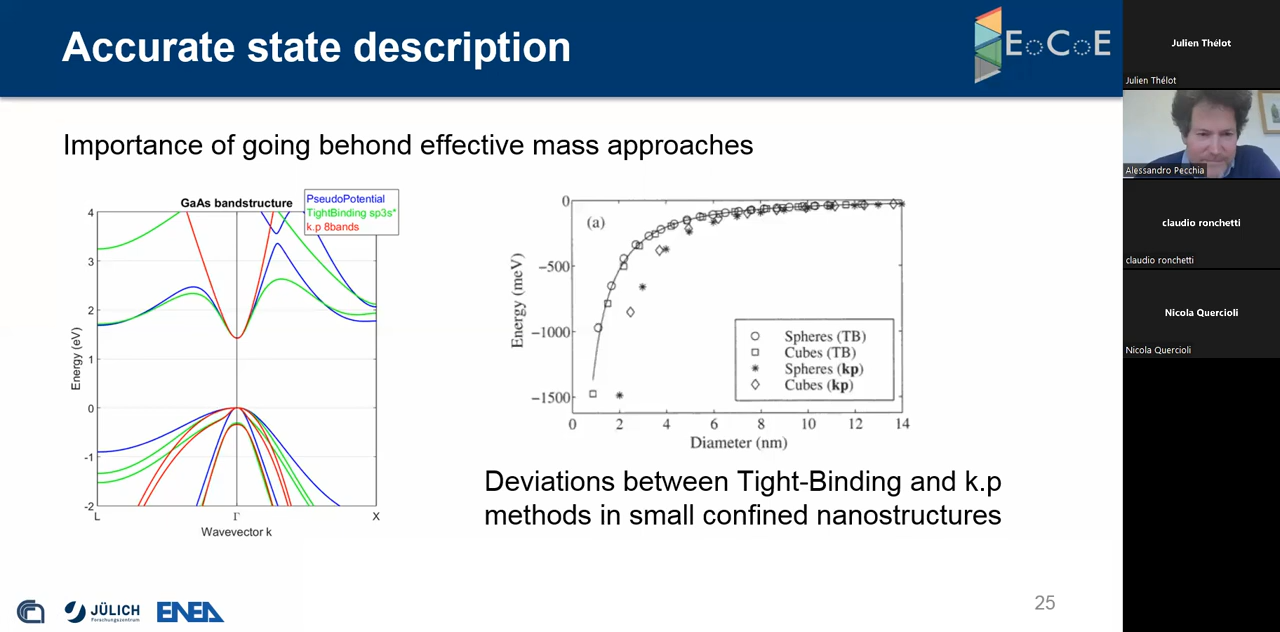 Accurate state description
EoCoE
Importance of going behond effective mass approaches
GaAs bandstructure
PseudoPotential
TightBinding sp3s*
k.p 8bands
Energy (eV)
4
3
2
1
0
-1
-2
L
Γ
X
Wavevector k
(a)
Energy (meV)
0
−500
−1000
−1500
Spheres (TB)
Cubes (TB)
Spheres (kp)
Cubes (kp)
0 2 4 6 8 10 12 14
Diameter (nm)
Deviations between Tight-Binding and k.p
methods in small confined nanostructures
JÜLICH
Forschungszentrum
ENEA
25
Julien Thélot
Julien Thélot
Alessandro Pecchia
claudio ronchetti
claudio ronchetti
Nicola Quercioli
Nicola Quercioli